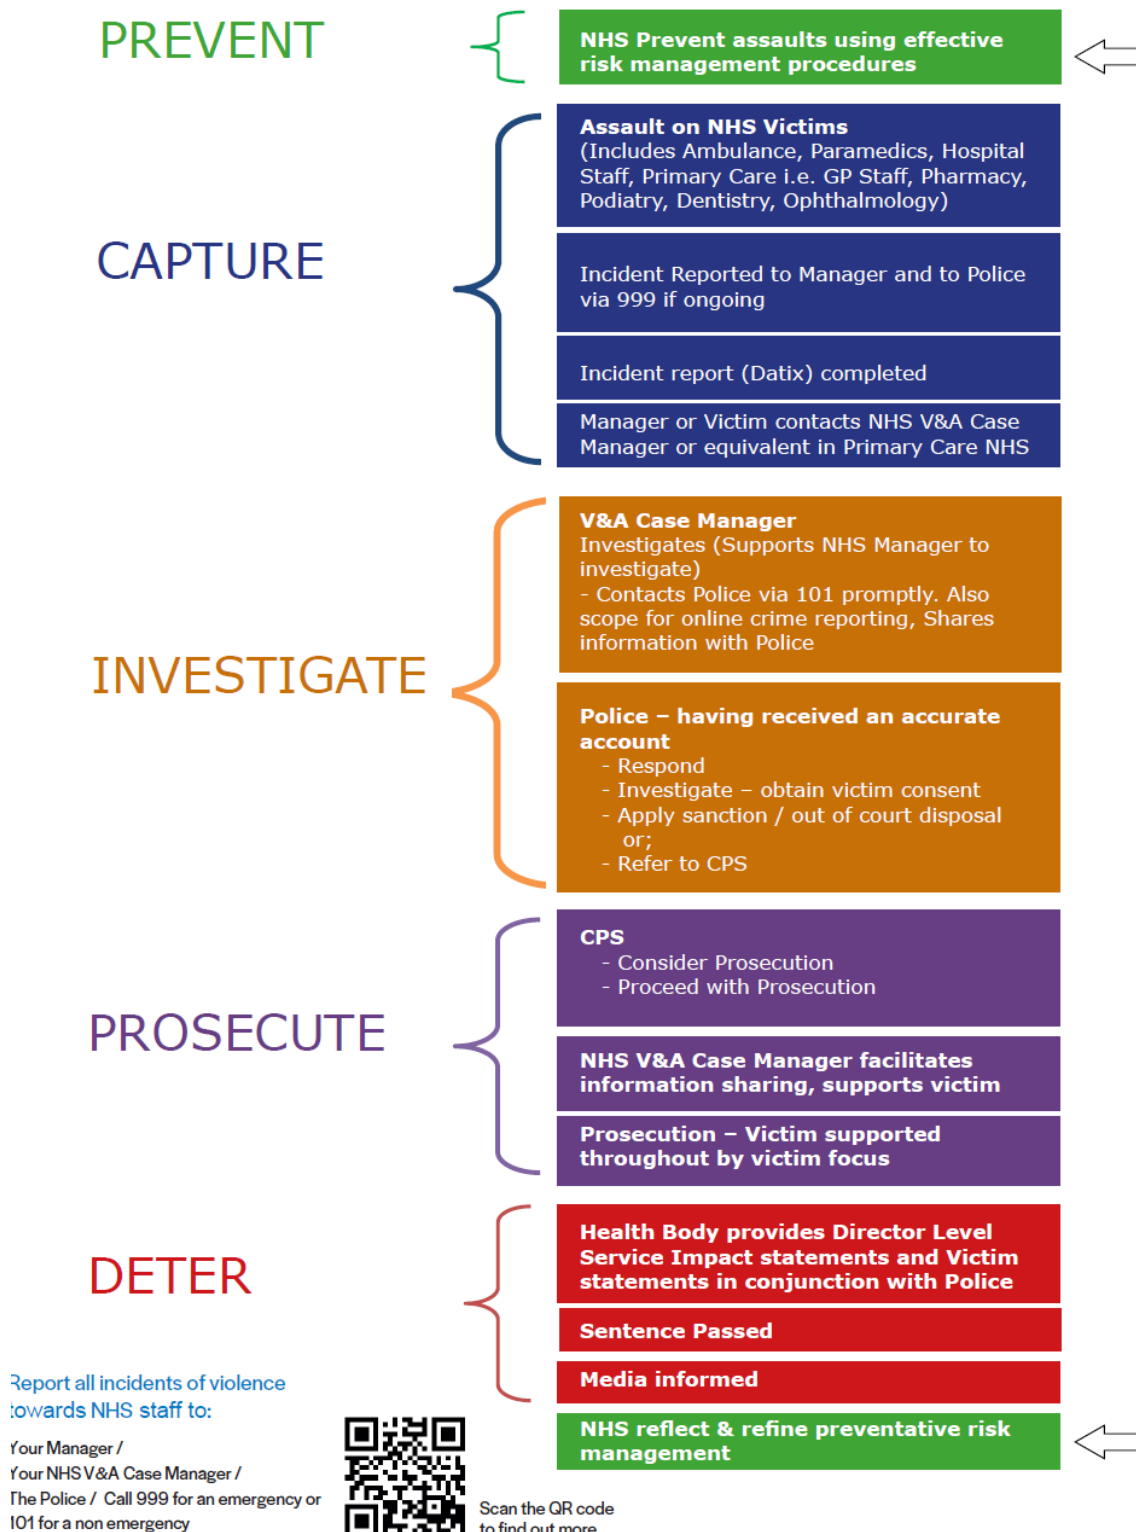 PREVENT
NHS Prevent assaults using effective
risk management procedures
CAPTURE
Assault on NHS Victims
(Includes Ambulance, Paramedics, Hospital
Staff, Primary Care i.e. GP Staff, Pharmacy,
Podiatry, Dentistry, Ophthalmology)
Incident Reported to Manager and to Police
via 999 if ongoing
Incident report (Datix) completed
Manager or Victim contacts NHS V&A Case
Manager or equivalent in Primary Care NHS
INVESTIGATE
V&A Case Manager
Investigates (Supports NHS Manager to
investigate)
- Contacts Police via 101 promptly. Also
scope for online crime reporting, Shares
information with Police
Police – having received an accurate
account
- Respond
- Investigate – obtain victim consent
- Apply sanction / out of court disposal
or;
- Refer to CPS
PROSECUTE
CPS
- Consider Prosecution
- Proceed with Prosecution
NHS V&A Case Manager facilitates
information sharing, supports victim
Prosecution – Victim supported
throughout by victim focus
DETER
Health Body provides Director Level
Service Impact statements and Victim
statements in conjunction with Police
Sentence Passed
Media informed
NHS reflect & refine preventative risk
management
Report all incidents of violence
towards NHS staff to:
Your Manager /
Your NHS V&A Case Manager /
The Police / Call 999 for an emergency or
101 for a non emergency
Scan the QR code
to find out more